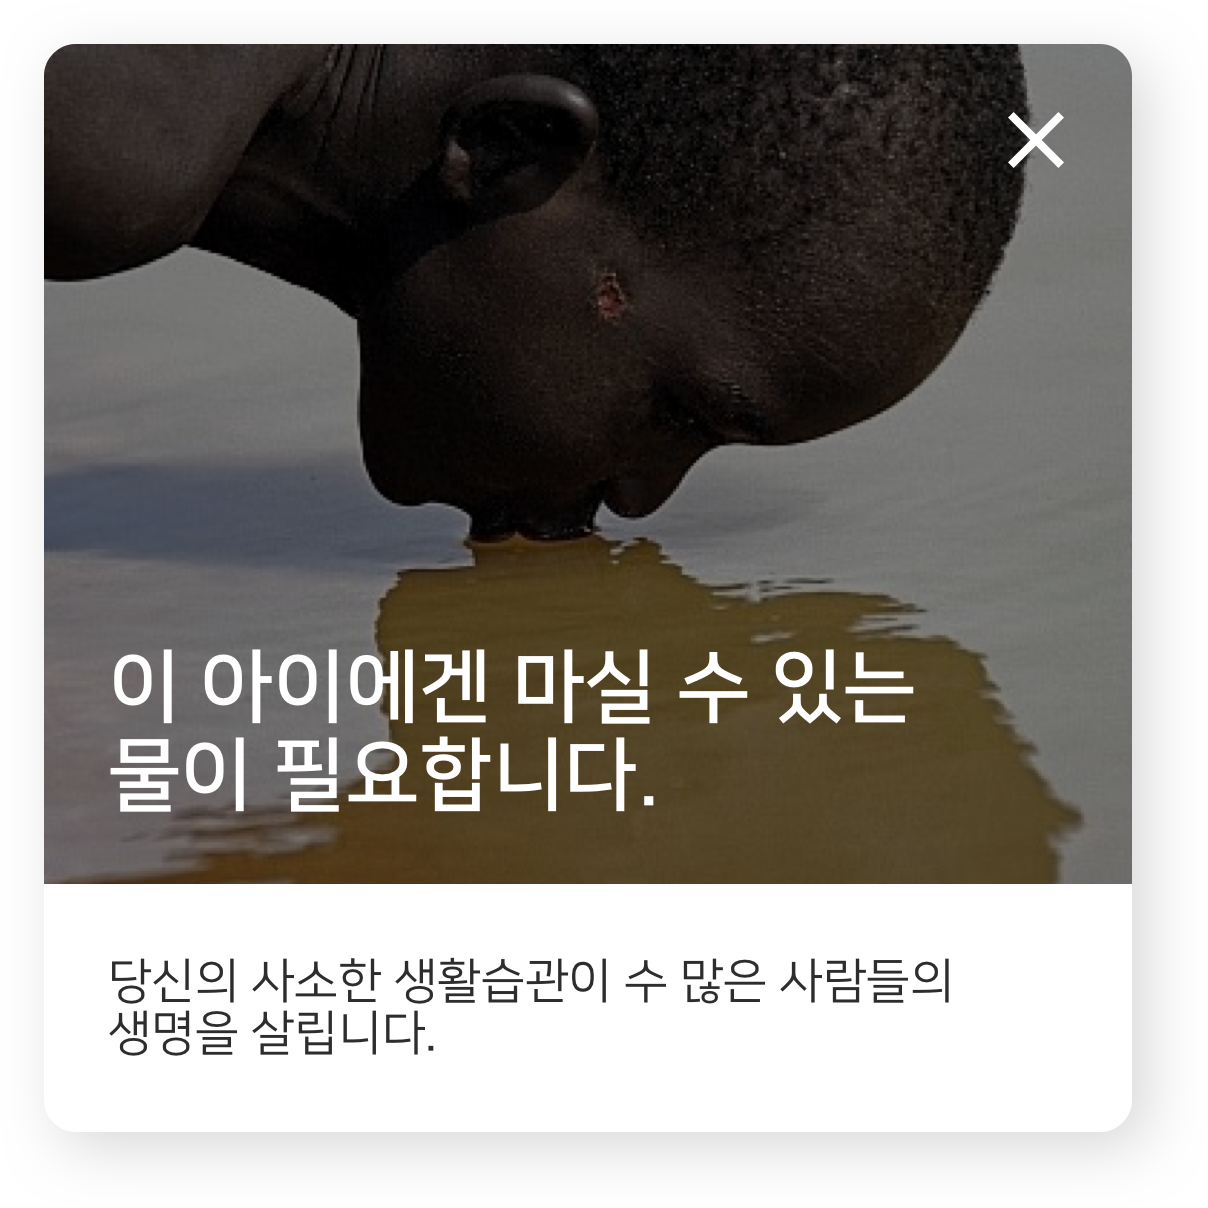 이 아이에겐 마실 수 있는
물이 필요합니다.
당신의 사소한 생활습관이 수 많은 사람들의
생명을 살립니다.